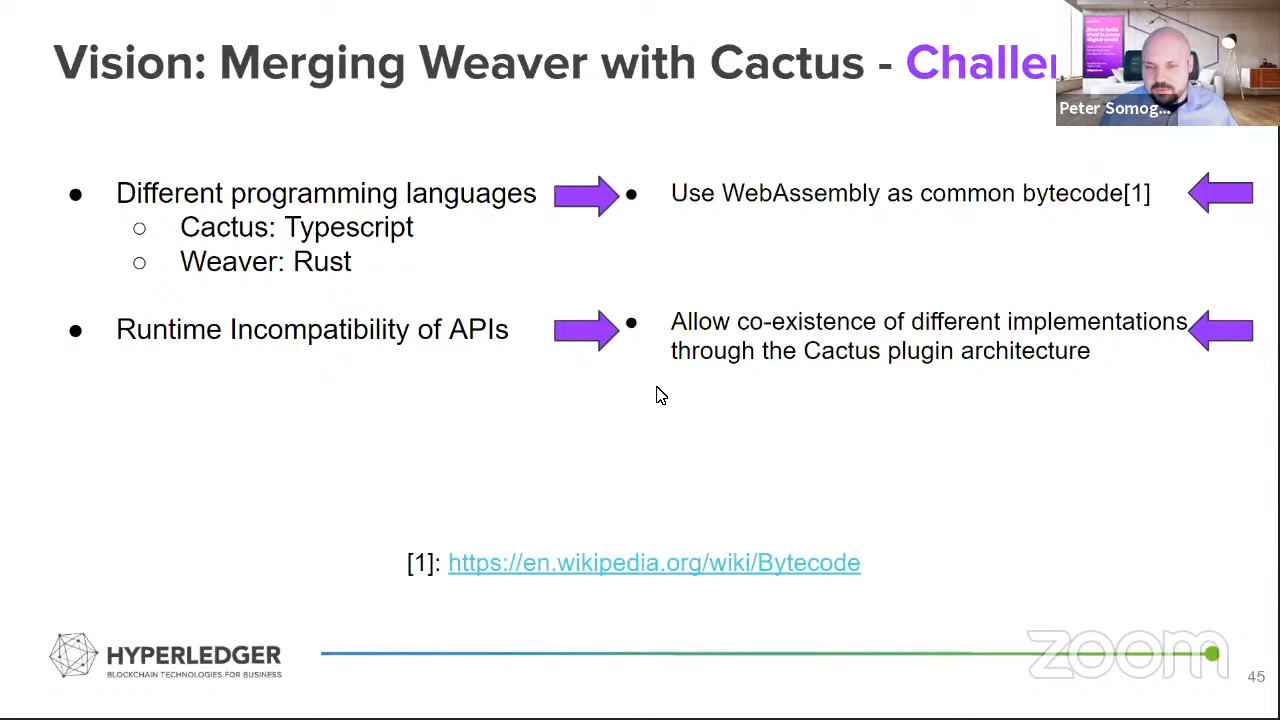 Vision: Merging Weaver with Cactus - Challen
Peter Somog...
● Different programming languages
○ Cactus: Typescript
○ Weaver: Rust
● Runtime Incompatibility of APIs
● Use WebAssembly as common bytecode[1]
● Allow co-existence of different implementations
through the Cactus plugin architecture
[1]: https://en.wikipedia.org/wiki/Bytecode
HYPERLEDGER
BLOCKCHAIN TECHNOLOGIES FOR BUSINESS
zoom
45